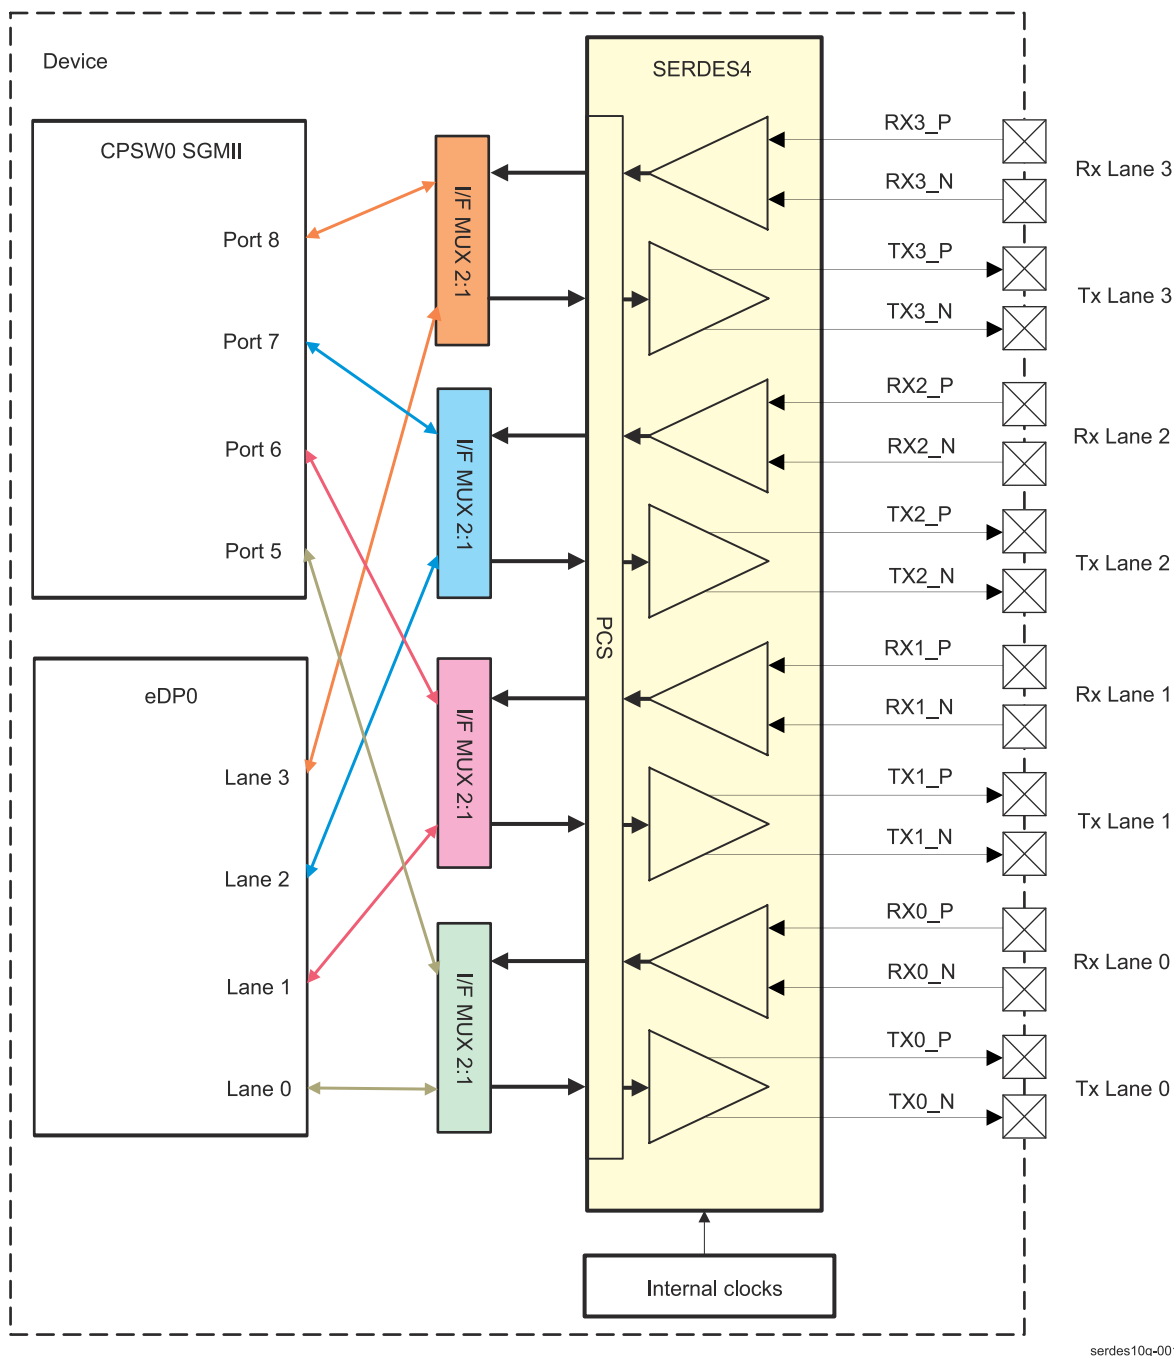 Device
SERDES4
CPSW0 SGMII
Port 8
Port 7
Port 6
Port 5
eDP0
Lane 3
Lane 2
Lane 1
Lane 0
I/F MUX 2:1
I/F MUX 2:1
I/F MUX 2:1
I/F MUX 2:1
PCS
RX3_P
RX3_N
Rx Lane 3
TX3_P
TX3_N
Tx Lane 3
RX2_P
RX2_N
Rx Lane 2
TX2_P
TX2_N
Tx Lane 2
RX1_P
RX1_N
Rx Lane 1
TX1_P
TX1_N
Tx Lane 1
RX0_P
RX0_N
Rx Lane 0
TX0_P
TX0_N
Tx Lane 0
Internal clocks
serdes10g-001